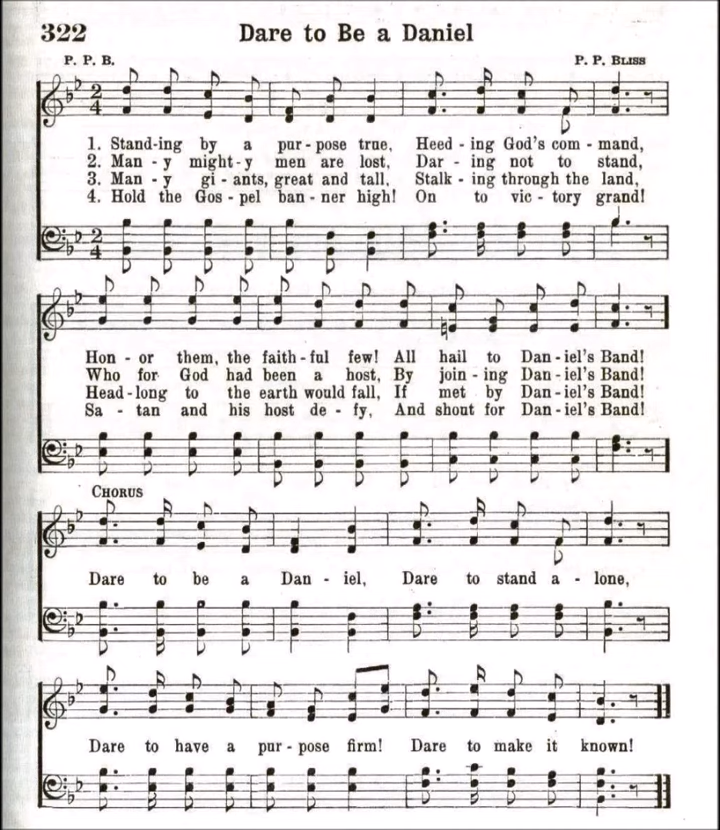 322 Dare to Be a Daniel
P. P. B. P. P. BLISS
1. Stand-ing by a pur - pose true, Heed - ing God's com - mand,
2. Man - y might-y men are lost, Dar - ing not to stand,
3. Man - y gi - ants, great and tall, Stalk - ing through the land,
4. Hold the Gos - pel ban - ner high! On to vic - tory grand!
Hon - or them, the faith - ful few! All hail to Dan - iel's Band!
Who for God had been a host, By join - ing Dan - iel's Band!
Head - long to the earth would fall, If met by Dan - iel's Band!
Sa - tan and his host de - fy, And shout for Dan - iel's Band!
CHORUS
Dare to be a Dan - iel, Dare to stand a - lone,
Dare to have a pur - pose firm! Dare to make it known!